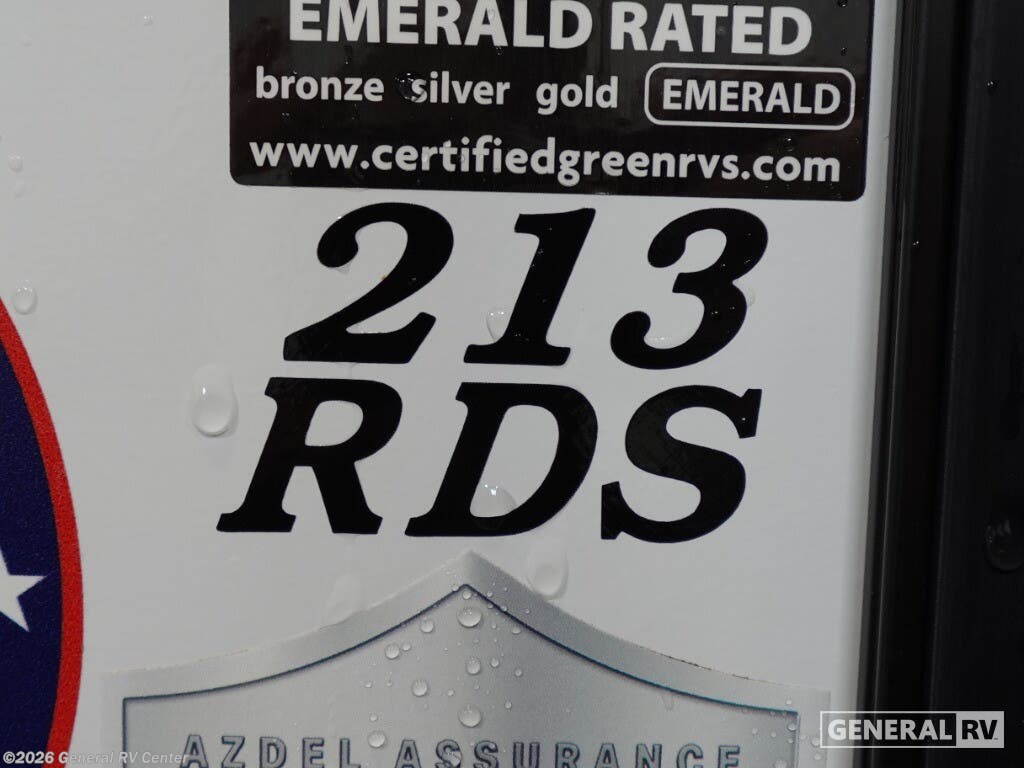 EMERALD RATED
bronze silver gold EMERALD
www.certifiedgreenrvs.com
213
RDS
AZDEL ASSURANCE
GENERAL RV
©2026 General RV Center